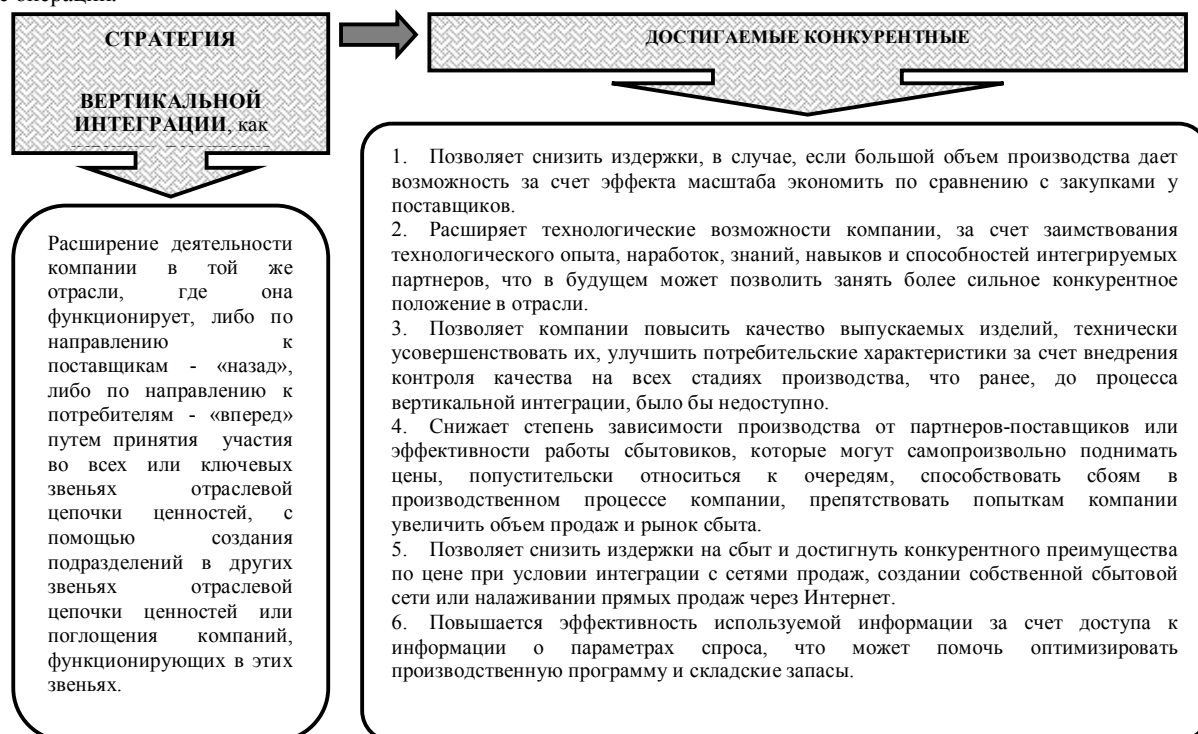 е операции.
СТРАТЕГИЯ
ВЕРТИКАЛЬНОЙ
ИНТЕГРАЦИИ, как
ДОСТИГАЕМЫЕ КОНКУРЕНТНЫЕ
Расширение деятельности
компании в той же
отрасли, где она
функционирует, либо по
направлению к
поставщикам - «назад»,
либо по направлению к
потребителям - «вперед»
путем принятия участия
во всех или ключевых
звеньях отраслевой
цепочки ценностей, с
помощью создания
подразделений в других
звеньях отраслевой
цепочки ценностей или
поглощения компаний,
функционирующих в этих
звеньях.
1. Позволяет снизить издержки, в случае, если большой объем производства дает
возможность за счет эффекта масштаба экономить по сравнению с закупками у
поставщиков.
2. Расширяет технологические возможности компании, за счет заимствования
технологического опыта, наработок, знаний, навыков и способностей интегрируемых
партнеров, что в будущем может позволить занять более сильное конкурентное
положение в отрасли.
3. Позволяет компании повысить качество выпускаемых изделий, технически
усовершенствовать их, улучшить потребительские характеристики за счет внедрения
контроля качества на всех стадиях производства, что ранее, до процесса
вертикальной интеграции, было бы недоступно.
4. Снижает степень зависимости производства от партнеров-поставщиков или
эффективности работы сбытовиков, которые могут самопроизвольно поднимать
цены, попустительски относиться к очередям, способствовать сбоям в
производственном процессе компании, препятствовать попыткам компании
увеличить объем продаж и рынок сбыта.
5. Позволяет снизить издержки на сбыт и достигнуть конкурентного преимущества
по цене при условии интеграции с сетями продаж, создании собственной сбытовой
сети или налаживании прямых продаж через Интернет.
6. Повышается эффективность используемой информации за счет доступа к
информации о параметрах спроса, что может помочь оптимизировать
производственную программу и складские запасы.